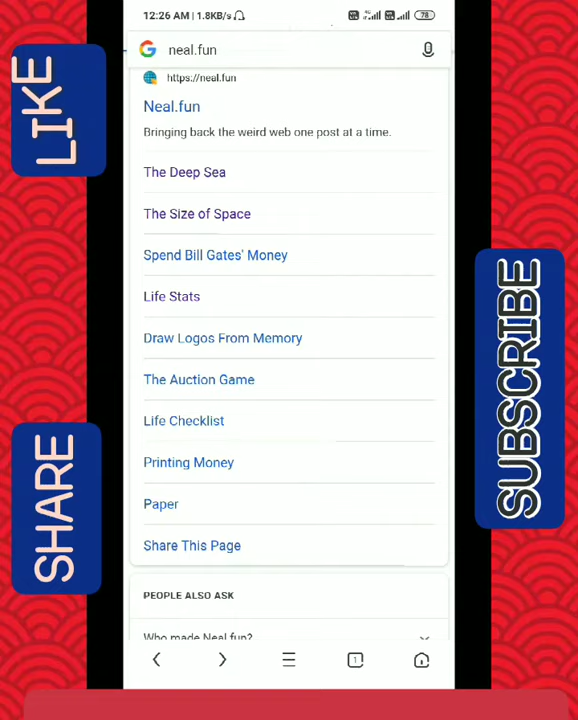 12:26 AM | 1.8KB/s
78
neal.fun
https://neal.fun
Neal.fun
Bringing back the weird web one post at a time.
The Deep Sea
The Size of Space
Spend Bill Gates' Money
Life Stats
Draw Logos From Memory
The Auction Game
Life Checklist
Printing Money
Paper
Share This Page
PEOPLE ALSO ASK
Who made Neal.fun?
1
LIKE
SHARE
SUBSCRIBE